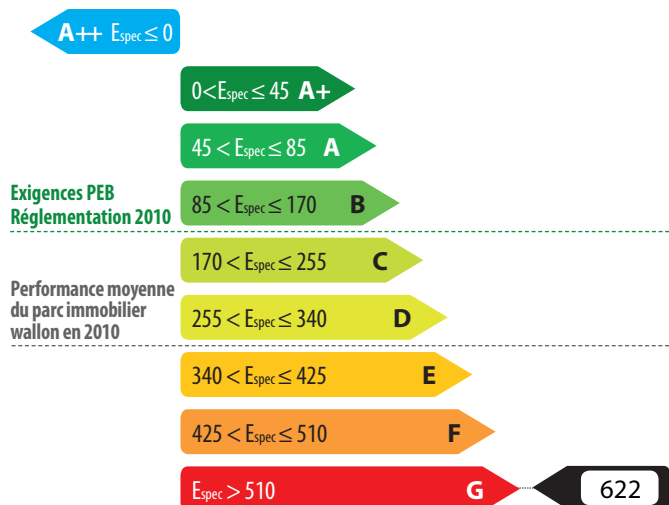 A++ Espec ≤ 0
0<Espec ≤ 45 A+
45 < Espec ≤ 85 A
Exigences PEB
Réglementation 2010
85 < Espec ≤ 170 B
170 < Espec ≤ 255 C
Performance moyenne
du parc immobilier
wallon en 2010
255 < Espec ≤ 340 D
340 < Espec ≤ 425 E
425 < Espec ≤ 510 F
Espec > 510 G
622